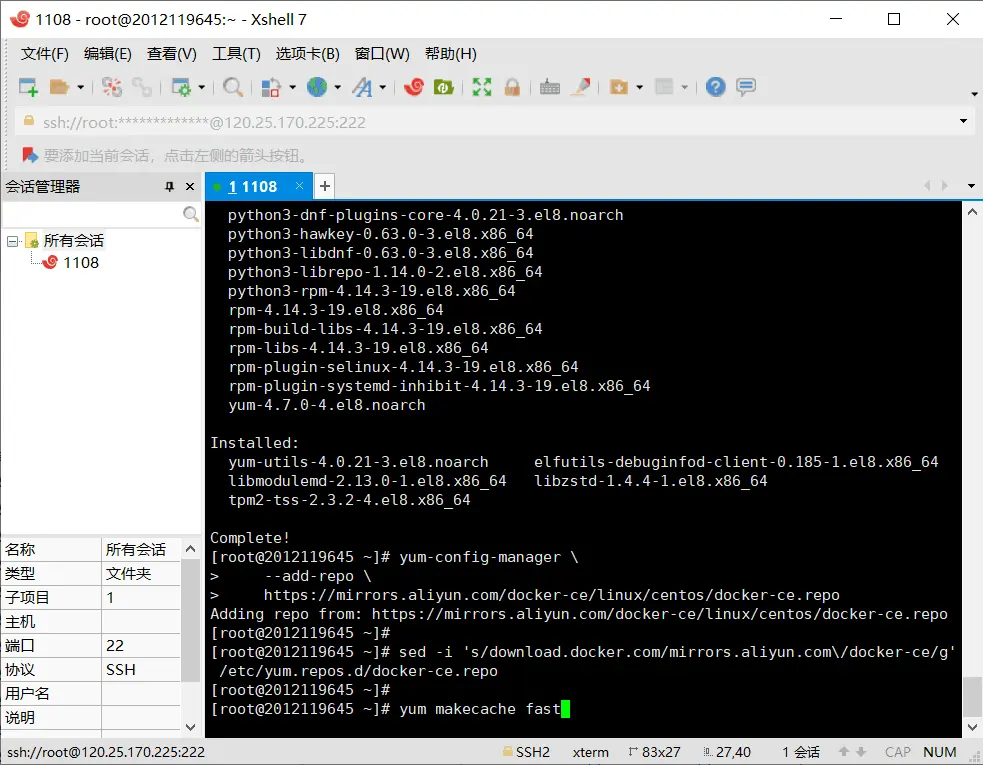 1108 - root@2012119645:~ - Xshell 7
文件(F) 编辑(E) 查看(V) 工具(T) 选项卡(B) 窗口(W) 帮助(H)
ssh://root:*************@120.25.170.225:222
要添加当前会话，点击左侧的箭头按钮。
会话管理器
1 1108
所有会话
1108
python3-dnf-plugins-core-4.0.21-3.el8.noarch
python3-hawkey-0.63.0-3.el8.x86_64
python3-libdnf-0.63.0-3.el8.x86_64
python3-librepo-1.14.0-2.el8.x86_64
python3-rpm-4.14.3-19.el8.x86_64
rpm-4.14.3-19.el8.x86_64
rpm-build-libs-4.14.3-19.el8.x86_64
rpm-libs-4.14.3-19.el8.x86_64
rpm-plugin-selinux-4.14.3-19.el8.x86_64
rpm-plugin-systemd-inhibit-4.14.3-19.el8.x86_64
yum-4.7.0-4.el8.noarch
Installed:
yum-utils-4.0.21-3.el8.noarch elfutils-debuginfod-client-0.185-1.el8.x86_64
libmodulemd-2.13.0-1.el8.x86_64 libzstd-1.4.4-1.el8.x86_64
tpm2-tss-2.3.2-4.el8.x86_64
Complete!
[root@2012119645 ~]# yum-config-manager \
> --add-repo \
> https://mirrors.aliyun.com/docker-ce/linux/centos/docker-ce.repo
Adding repo from: https://mirrors.aliyun.com/docker-ce/linux/centos/docker-ce.repo
[root@2012119645 ~]#
[root@2012119645 ~]# sed -i 's/download.docker.com/mirrors.aliyun.com\/docker-ce/g'
/etc/yum.repos.d/docker-ce.repo
[root@2012119645 ~]#
[root@2012119645 ~]# yum makecache fast
名称 所有会话
类型 文件夹
子项目 1
主机
端口 22
协议 SSH
用户名
说明
ssh://root@120.25.170.225:222 SSH2 xterm 83x27 27,40 1 会话 CAP NUM